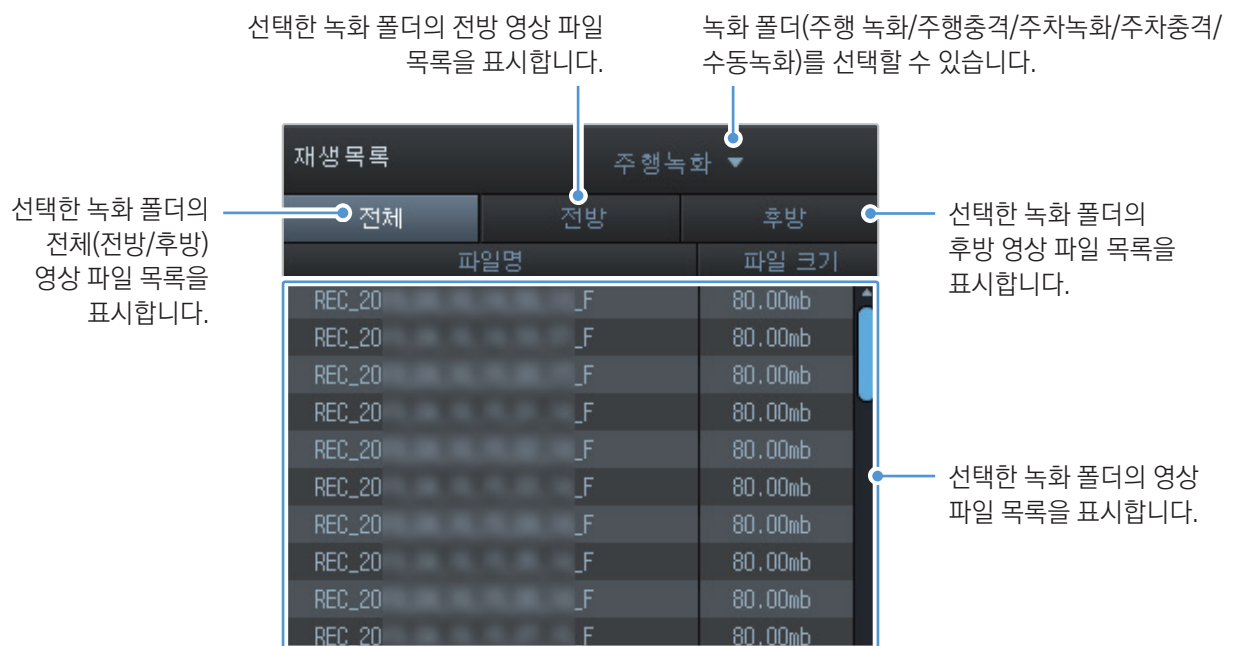 선택한 녹화 폴더의 전방 영상 파일
목록을 표시합니다.
녹화 폴더(주행 녹화/주행충격/주차녹화/주차충격/
수동녹화)를 선택할 수 있습니다.
재생목록
주행녹화 ▼
선택한 녹화 폴더의
전체(전방/후방)
영상 파일 목록을
표시합니다.
전체 전방 후방
선택한 녹화 폴더의
후방 영상 파일 목록을
표시합니다.
파일명 파일 크기
REC_20 _F 80.00mb
REC_20 _F 80.00mb
REC_20 _F 80.00mb
REC_20 _F 80.00mb
REC_20 _F 80.00mb
REC_20 _F 80.00mb
REC_20 _F 80.00mb
REC_20 _F 80.00mb
REC_20 _F 80.00mb
REC_20 _F 80.00mb
선택한 녹화 폴더의 영상
파일 목록을 표시합니다.